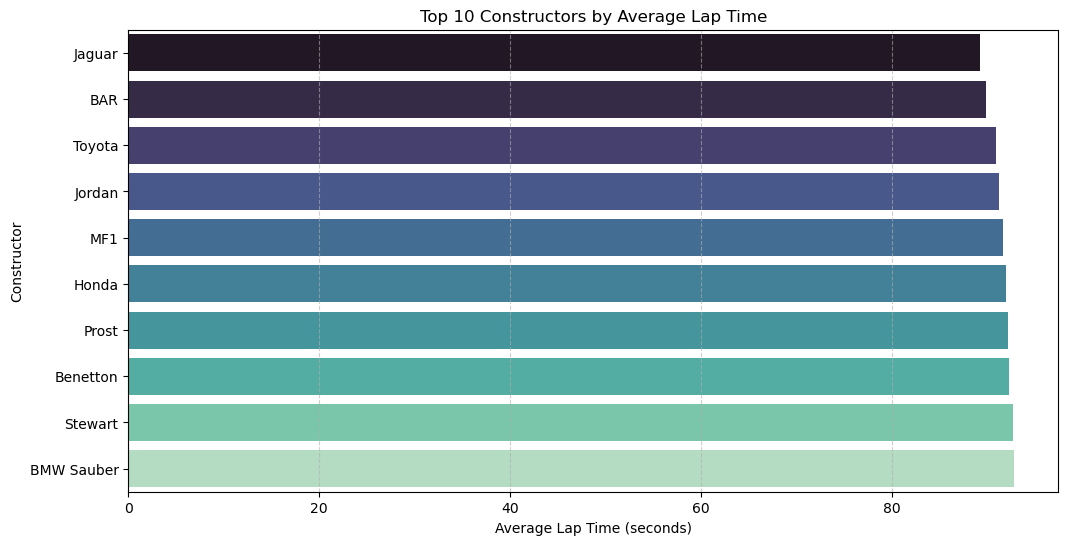 Top 10 Constructors by Average Lap Time
Constructor
Jaguar
BAR
Toyota
Jordan
MF1
Honda
Prost
Benetton
Stewart
BMW Sauber
0 20 40 60 80
Average Lap Time (seconds)